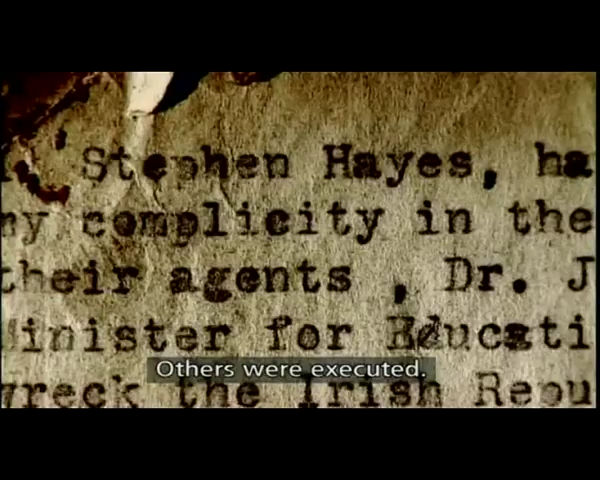 Stephen Hayes, ha
ny complicity in the
their agents , Dr. J
Minister for Educati
wreck the Irish Repu
Others were executed.